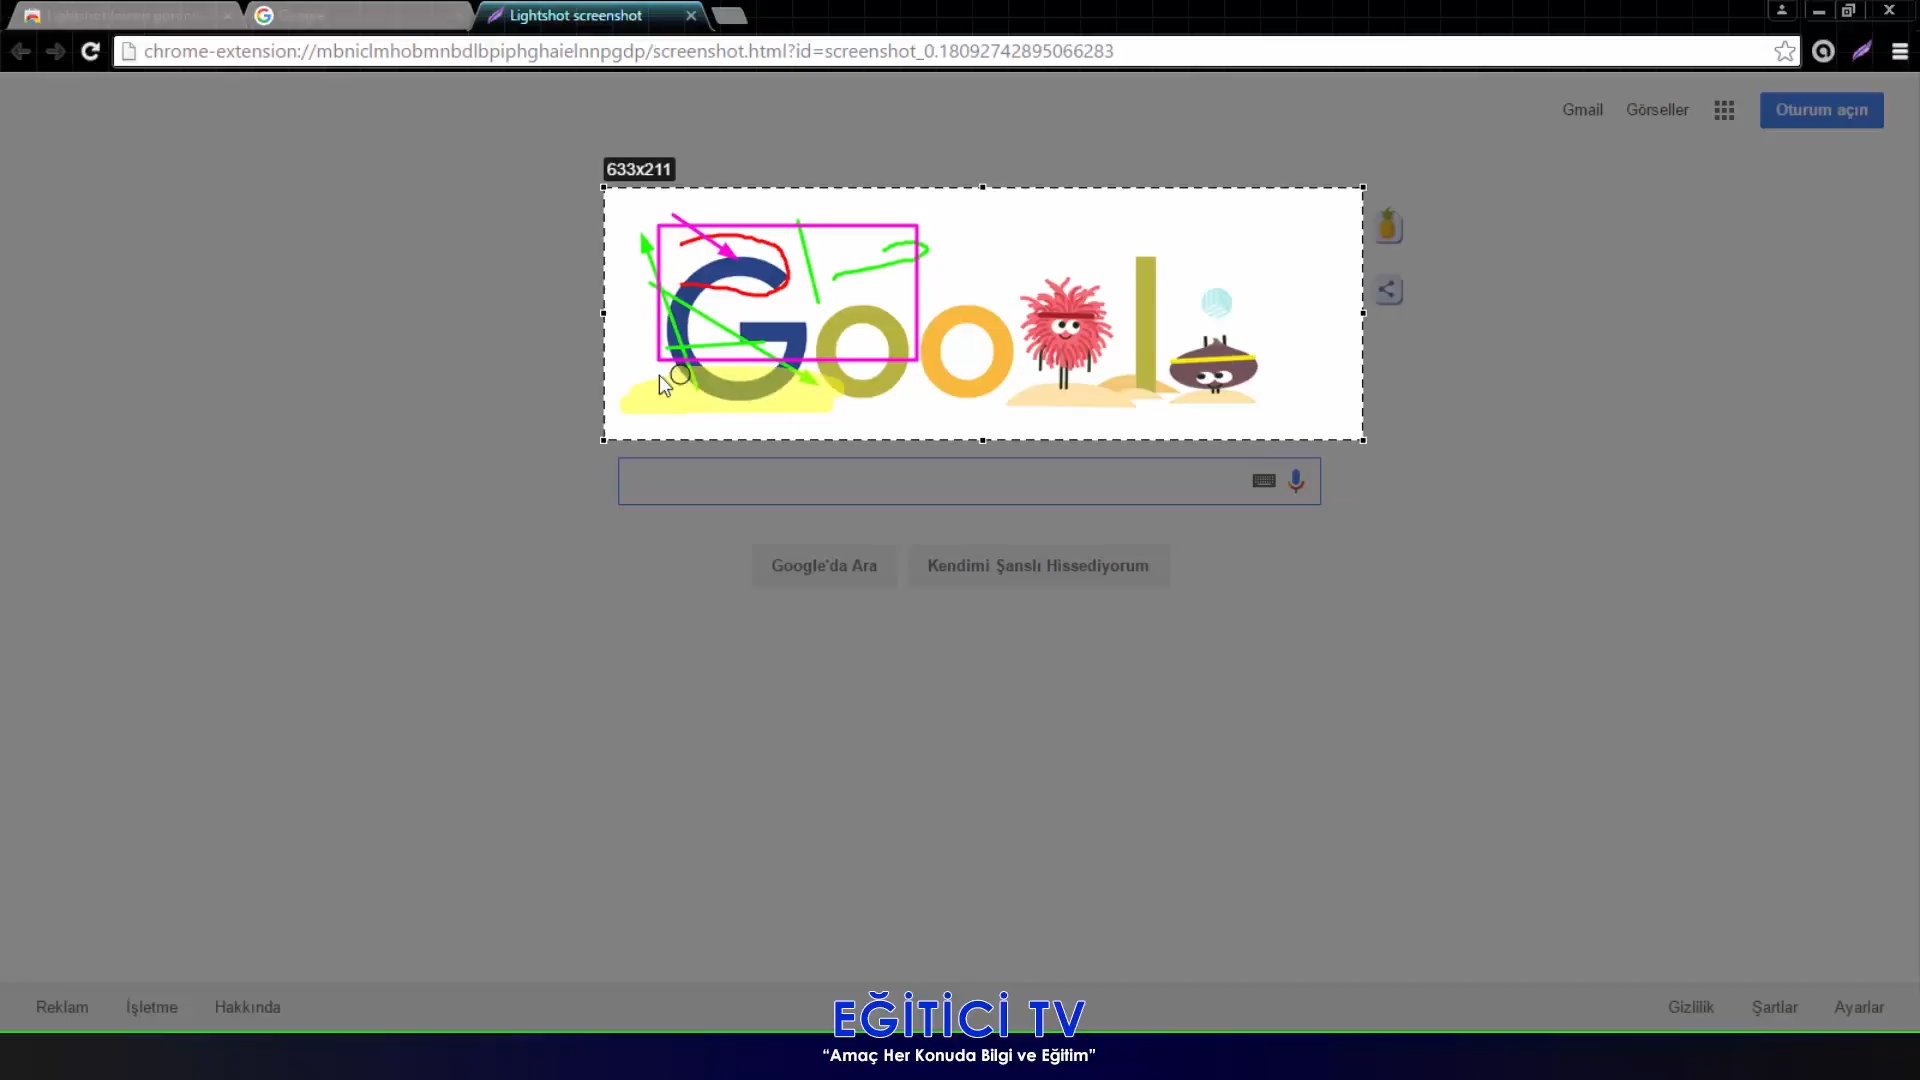 Lightshot screenshot
chrome-extension://mbniclmhobmnbdlbpiphghaielnnpgdp/screenshot.html?id=screenshot_0.18092742895066283
Gmail Görseller Oturum açın
633x211
Google'da Ara Kendimi Şanslı Hissediyorum
Reklam İşletme Hakkında Gizlilik Şartlar Ayarlar
EĞİTİCİ TV
“Amaç Her Konuda Bilgi ve Eğitim”